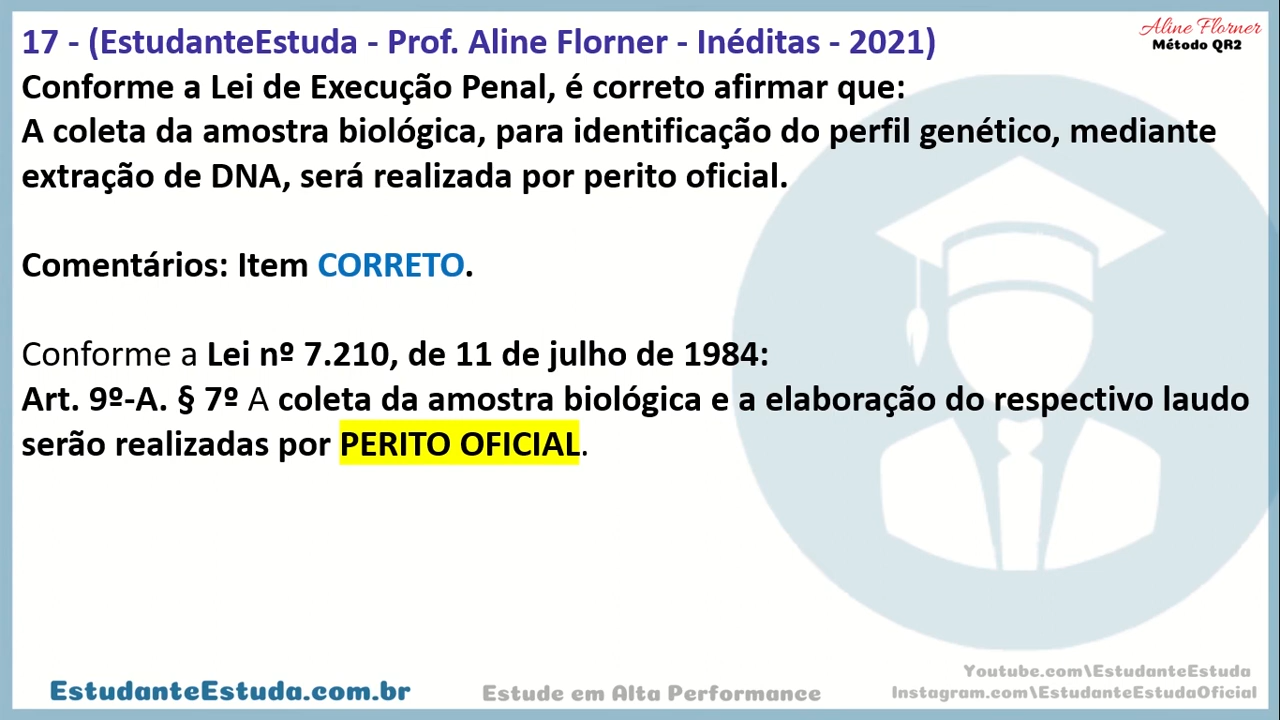 Aline Florner
Método QR2
17 - (EstudanteEstuda - Prof. Aline Florner - Inéditas - 2021)
Conforme a Lei de Execução Penal, é correto afirmar que:
A coleta da amostra biológica, para identificação do perfil genético, mediante
extração de DNA, será realizada por perito oficial.
Comentários: Item CORRETO.
Conforme a Lei nº 7.210, de 11 de julho de 1984:
Art. 9º-A. § 7º A coleta da amostra biológica e a elaboração do respectivo laudo
serão realizadas por PERITO OFICIAL.
EstudanteEstuda.com.br
Estude em Alta Performance
Youtube.com\EstudanteEstuda
Instagram.com\EstudanteEstudaOficial